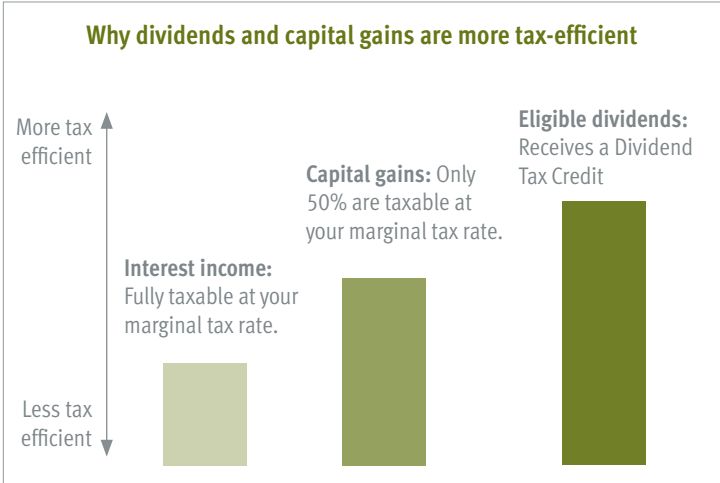 Why dividends and capital gains are more tax-efficient
More tax
efficient
Eligible dividends:
Receives a Dividend
Tax Credit
Capital gains: Only
50% are taxable at
your marginal tax rate.
Interest income:
Fully taxable at your
marginal tax rate.
Less tax
efficient